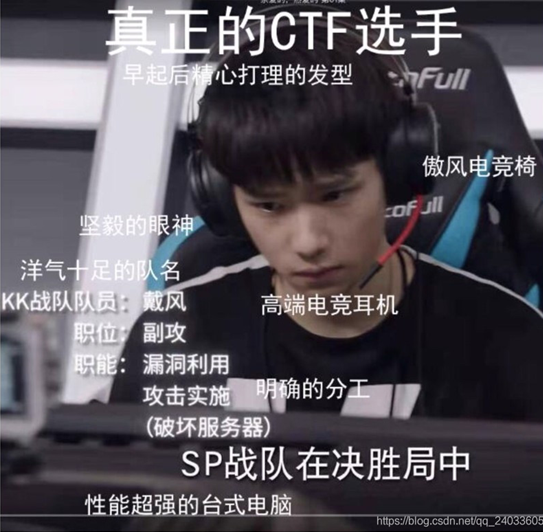 真正的CTF选手
早起后精心打理的发型
coFull
傲风电竞椅
coFull
坚毅的眼神
洋气十足的队名
KK战队队员：戴风
高端电竞耳机
职位：副攻
职能：漏洞利用
攻击实施
明确的分工
（破坏服务器）
SP战队在决胜局中
性能超强的台式电脑
https://blog.csdn.net/qq_24033605